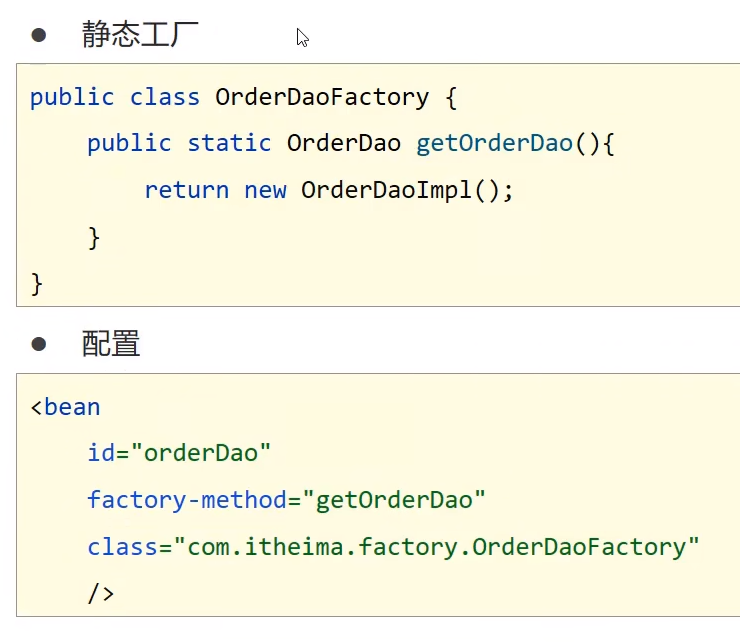 ● 静态工厂
public class OrderDaoFactory {
    public static OrderDao getOrderDao(){
        return new OrderDaoImpl();
    }
}
● 配置
<bean
    id="orderDao"
    factory-method="getOrderDao"
    class="com.itheima.factory.OrderDaoFactory"
    />